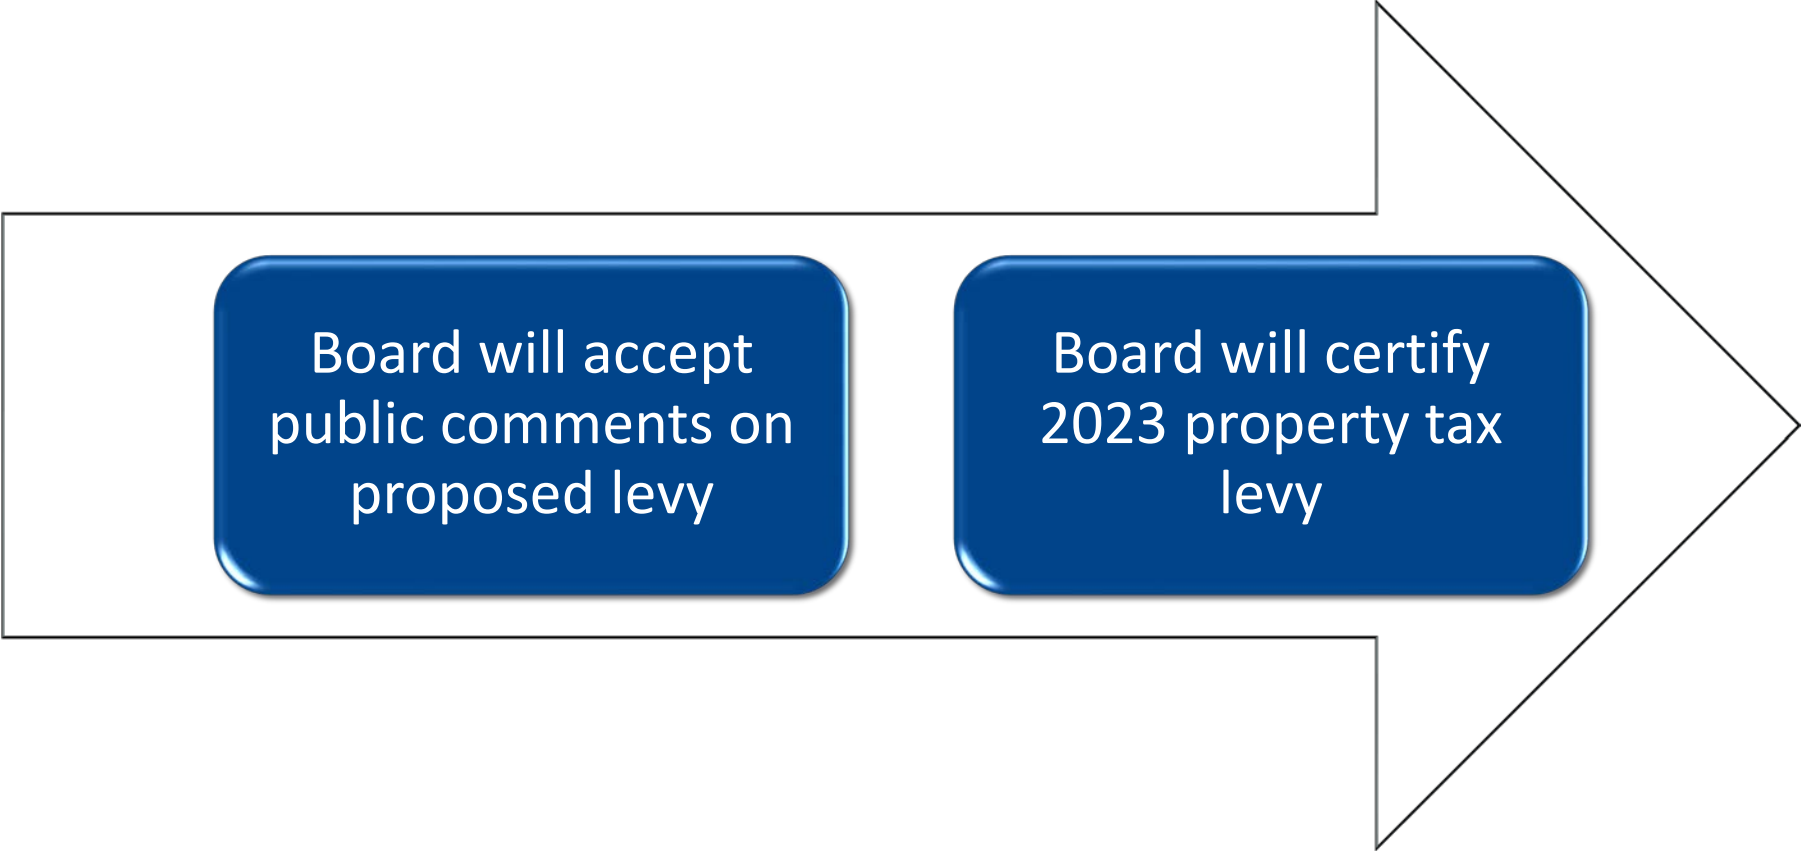 Board will accept
public comments on
proposed levy
Board will certify
2023 property tax
levy